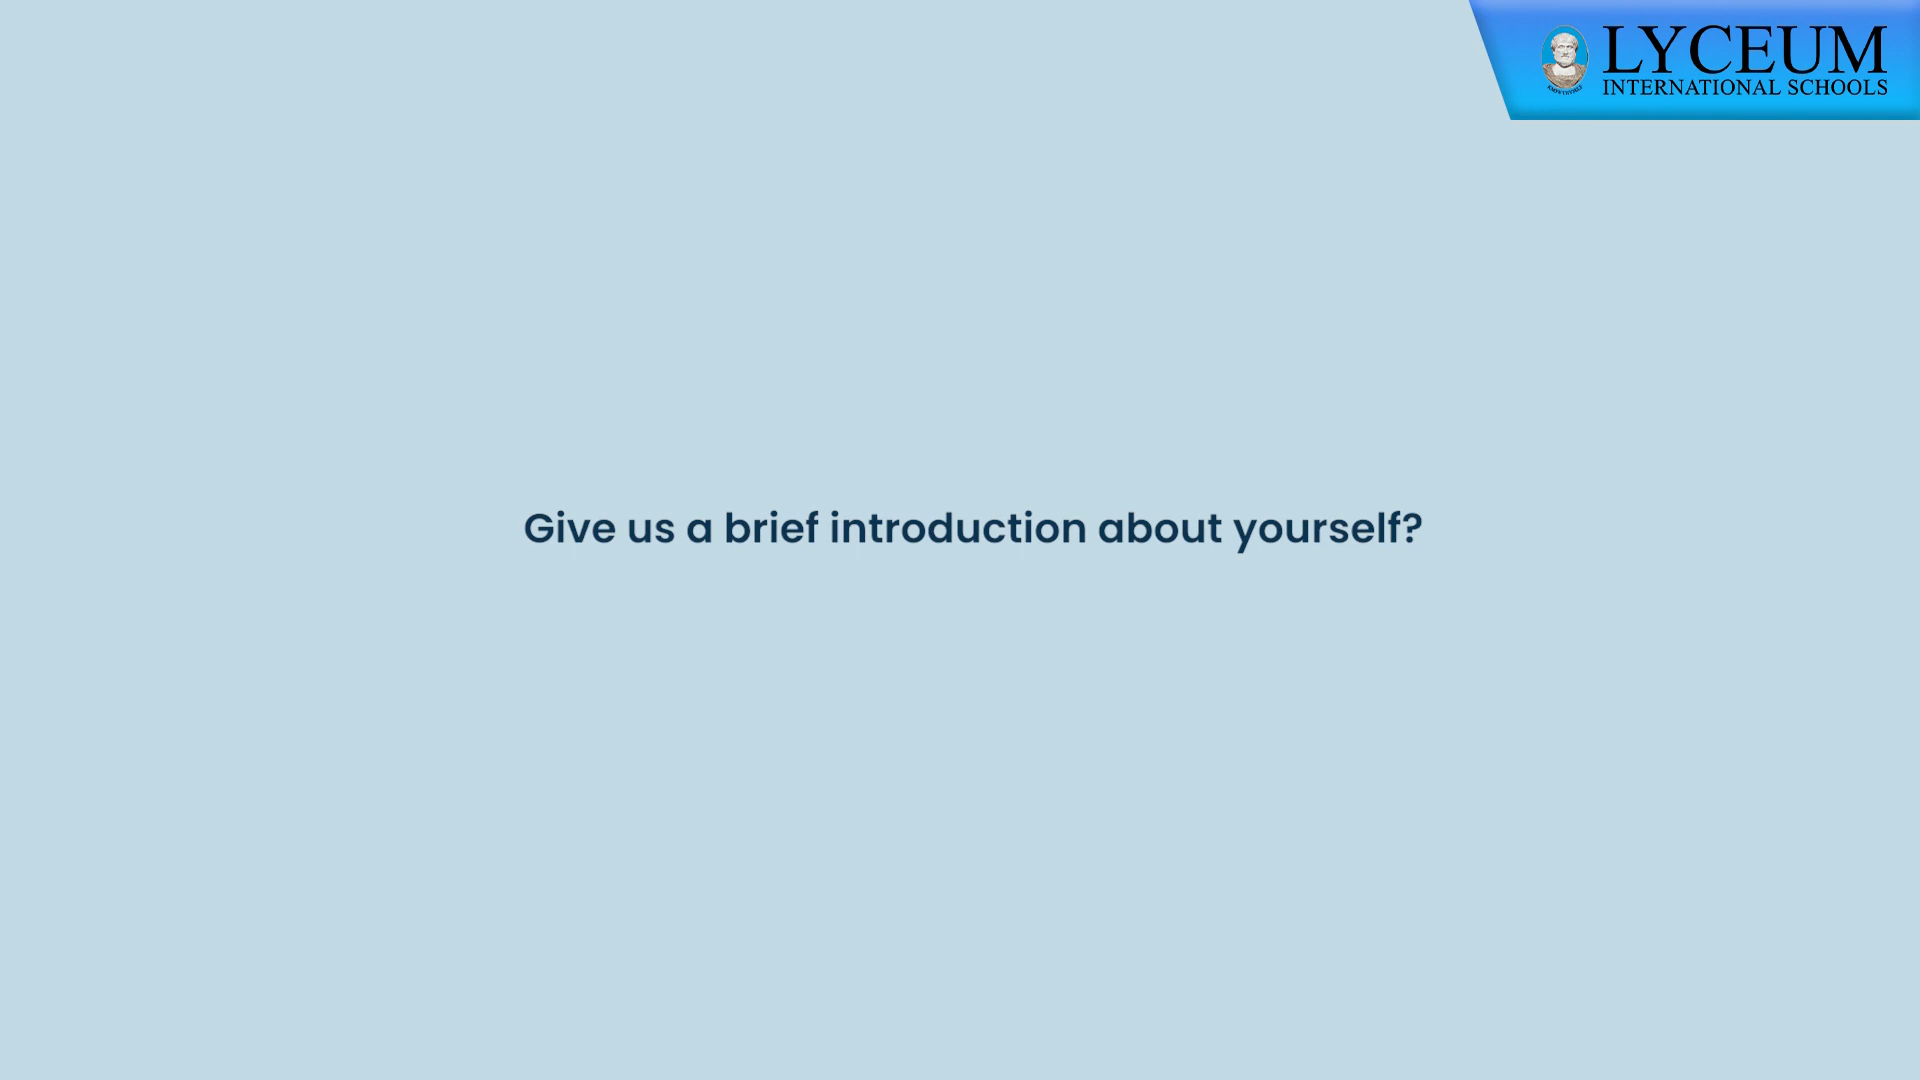 LYCEUM
INTERNATIONAL SCHOOLS
Give us a brief introduction about yourself?